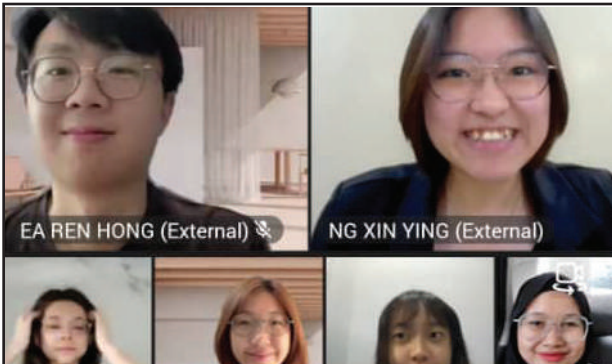 EA REN HONG (External)
NG XIN YING (External)